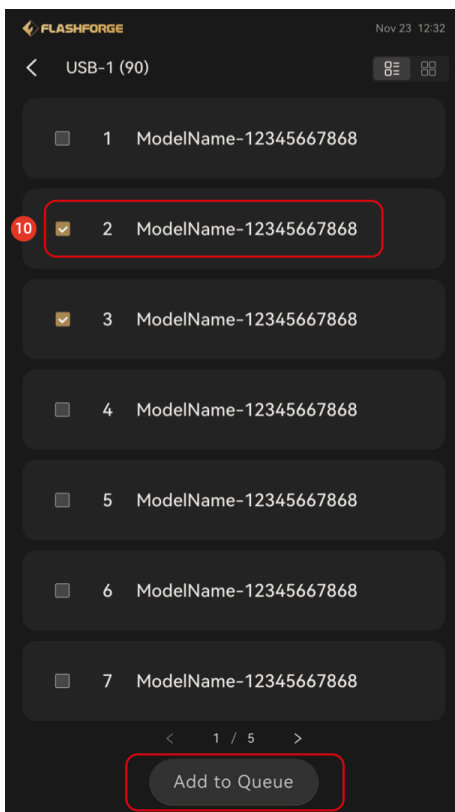 FLASHFORGE Nov 23 12:32
USB-1 (90)
1 ModelName-12345667868
10 2 ModelName-12345667868
3 ModelName-12345667868
4 ModelName-12345667868
5 ModelName-12345667868
6 ModelName-12345667868
7 ModelName-12345667868
< 1 / 5 >
Add to Queue